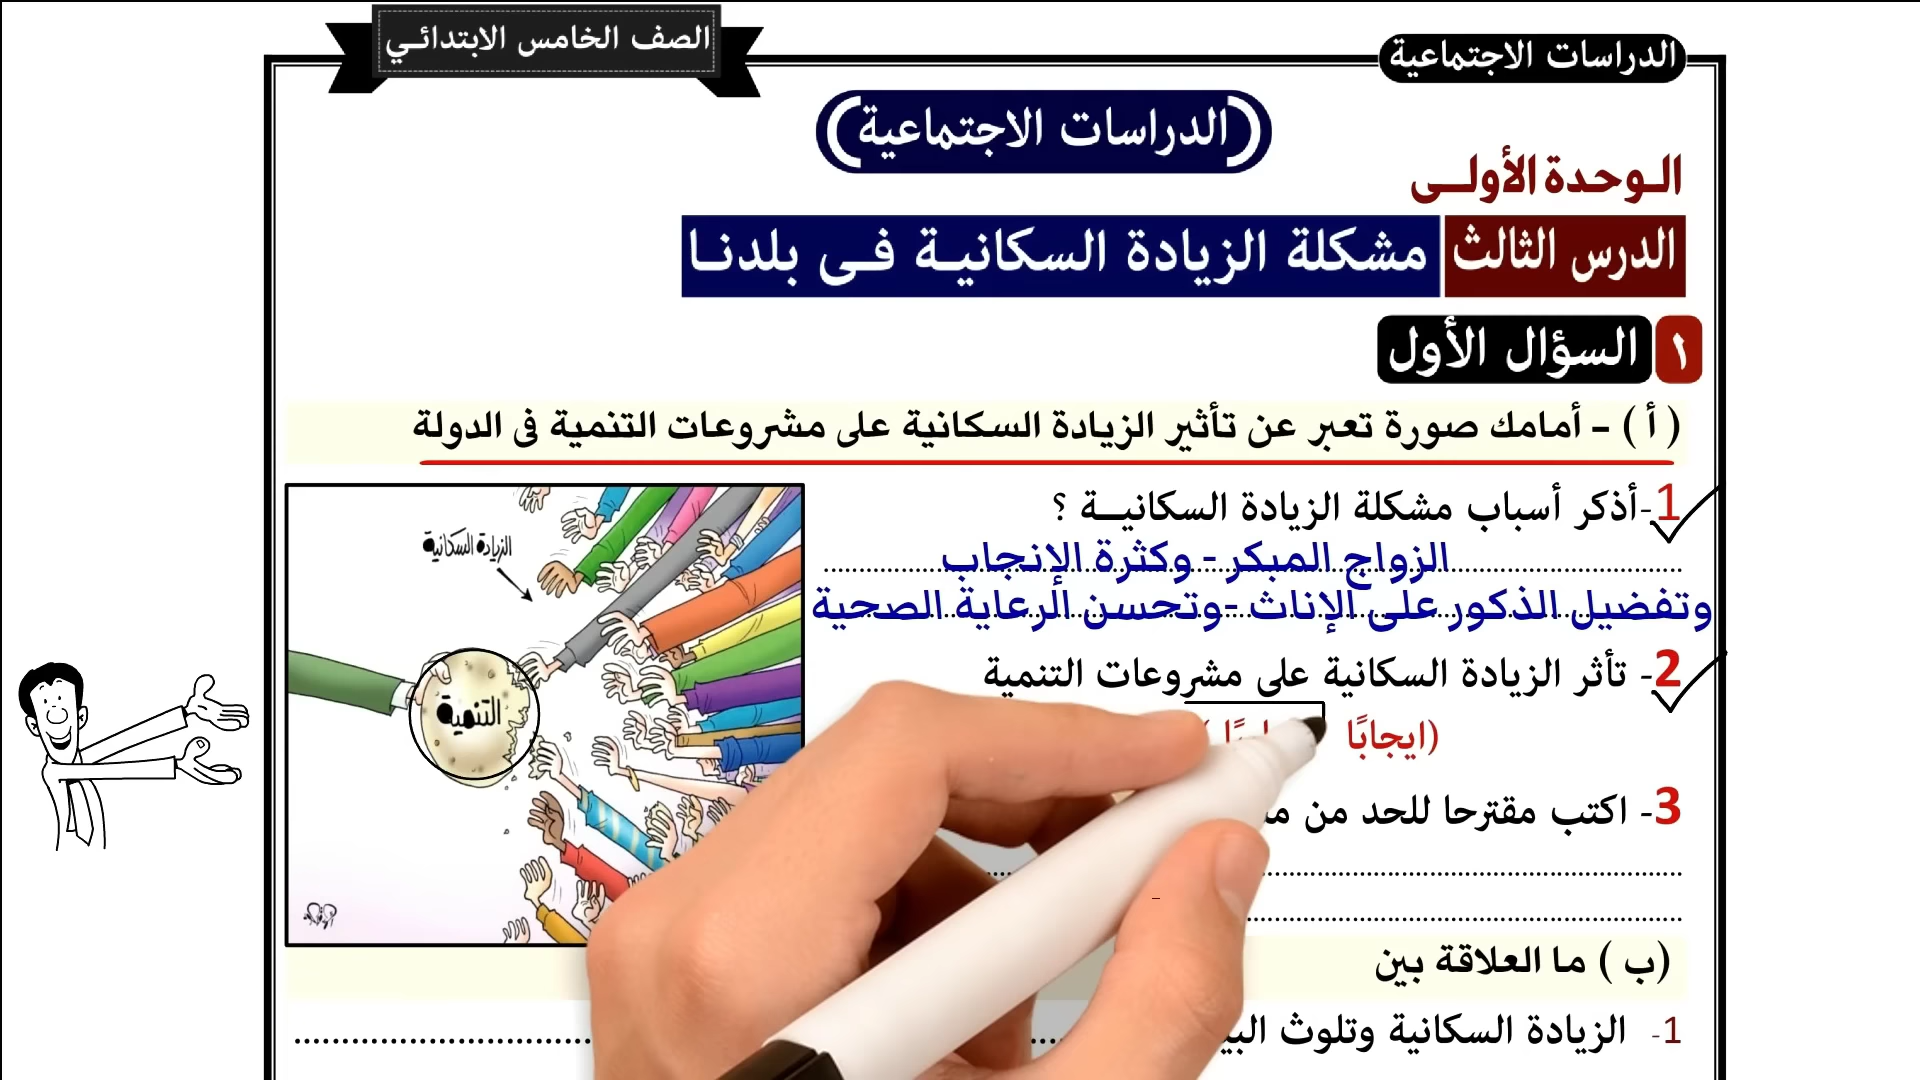 الدراسات الاجتماعية
الصف الخامس الابتدائي
(الدراسات الاجتماعية)
الوحدة الأولى
الدرس الثالث مشكلة الزيادة السكانية فى بلدنا
١ السؤال الأول
( أ ) - أمامك صورة تعبر عن تأثير الزيادة السكانية على مشروعات التنمية فى الدولة
1-أذكر أسباب مشكلة الزيادة السكانية ؟
الزواج المبكر - وكثرة الإنجاب
وتفضيل الذكور على الإناث -وتحسن الرعاية الصحية
2- تأثر الزيادة السكانية على مشروعات التنمية
(ايجابًا
3- اكتب مقترحا للحد من
(ب ) ما العلاقة بين
1- الزيادة السكانية وتلوث
الزيادة السكانية
التنمية